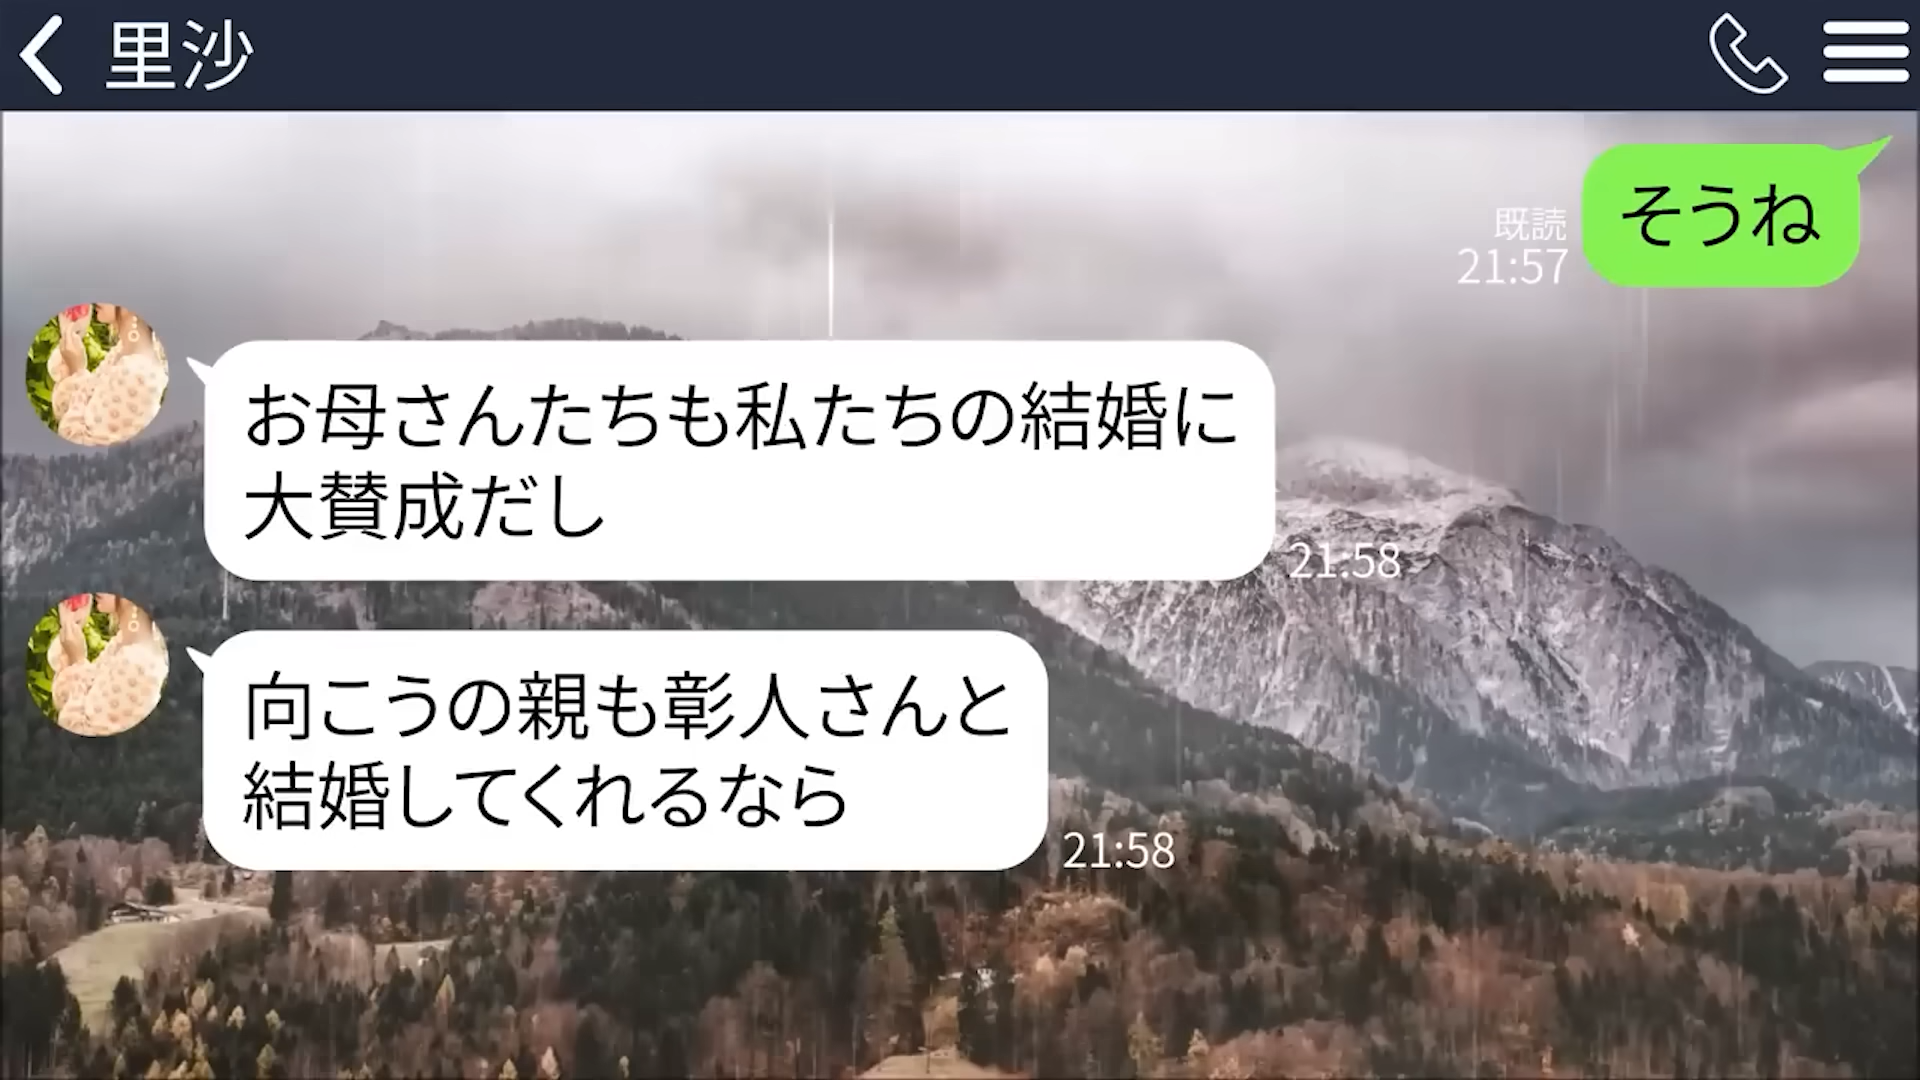 里沙
そうね
既読
21:57
お母さんたちも私たちの結婚に
大賛成だし
21:58
向こうの親も彰人さんと
結婚してくれるなら
21:58